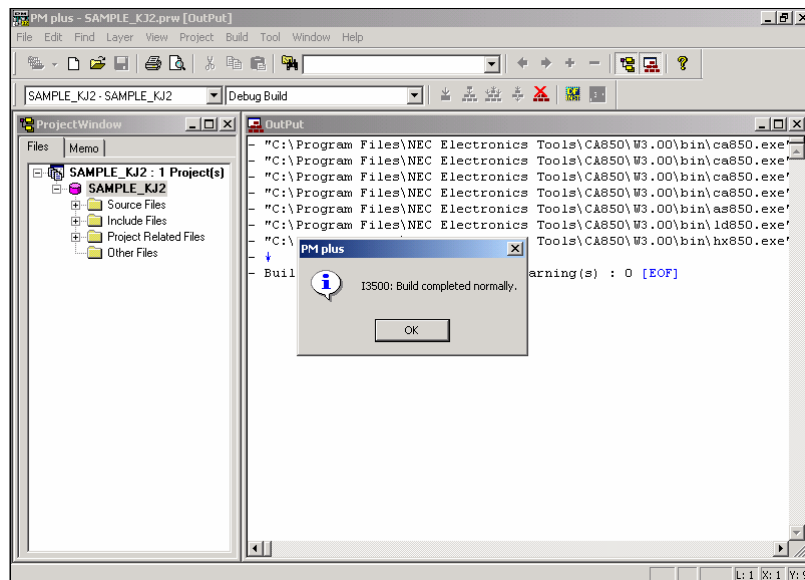 PM plus - SAMPLE_KJ2.prw [OutPut]
File Edit Find Layer View Project Build Tool Window Help
SAMPLE_KJ2 - SAMPLE_KJ2 Debug Build
ProjectWindow
Files Memo
SAMPLE_KJ2 : 1 Project(s)
SAMPLE_KJ2
Source Files
Include Files
Project Related Files
Other Files
OutPut
- "C:\Program Files\NEC Electronics Tools\CA850\W3.00\bin\ca850.exe"
- "C:\Program Files\NEC Electronics Tools\CA850\W3.00\bin\ca850.exe"
- "C:\Program Files\NEC Electronics Tools\CA850\W3.00\bin\ca850.exe"
- "C:\Program Files\NEC Electronics Tools\CA850\W3.00\bin\ca850.exe"
- "C:\Program Files\NEC Electronics Tools\CA850\W3.00\bin\as850.exe"
- "C:\Program Files\NEC Electronics Tools\CA850\W3.00\bin\ld850.exe"
- "C:\ Tools\CA850\W3.00\bin\hx850.exe"
- ↓
- Buil arning(s) : 0 [EOF]
PM plus
I3500: Build completed normally.
OK
L: 1 X: 1 Y: